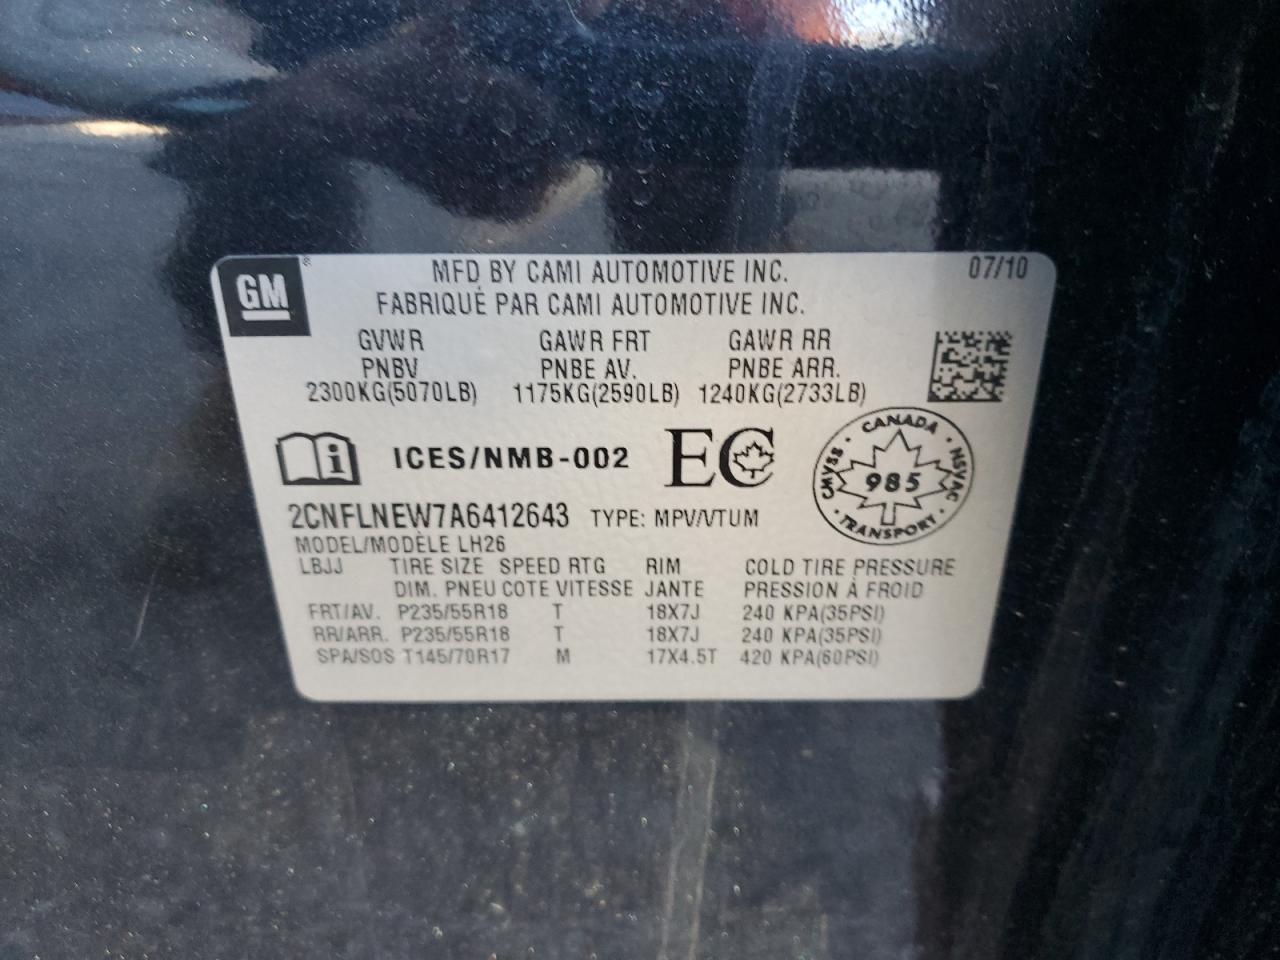 GM
MFD BY CAMI AUTOMOTIVE INC. 07/10
FABRIQUÉ PAR CAMI AUTOMOTIVE INC.
GVWR GAWR FRT GAWR RR
PNBV PNBE AV. PNBE ARR.
2300KG(5070LB) 1175KG(2590LB) 1240KG(2733LB)
i ICES/NMB-002 EC
CANADA
CMVSS 985 NSVAC
TRANSPORT
2CNFLNEW7A6412643 TYPE: MPV/VTUM
MODEL/MODÈLE LH26
LBJJ TIRE SIZE SPEED RTG RIM COLD TIRE PRESSURE
DIM. PNEU COTE VITESSE JANTE PRESSION À FROID
FRT/AV. P235/55R18 T 18X7J 240 KPA(35PSI)
RR/ARR. P235/55R18 T 18X7J 240 KPA(35PSI)
SPA/SOS T145/70R17 M 17X4.5T 420 KPA(60PSI)